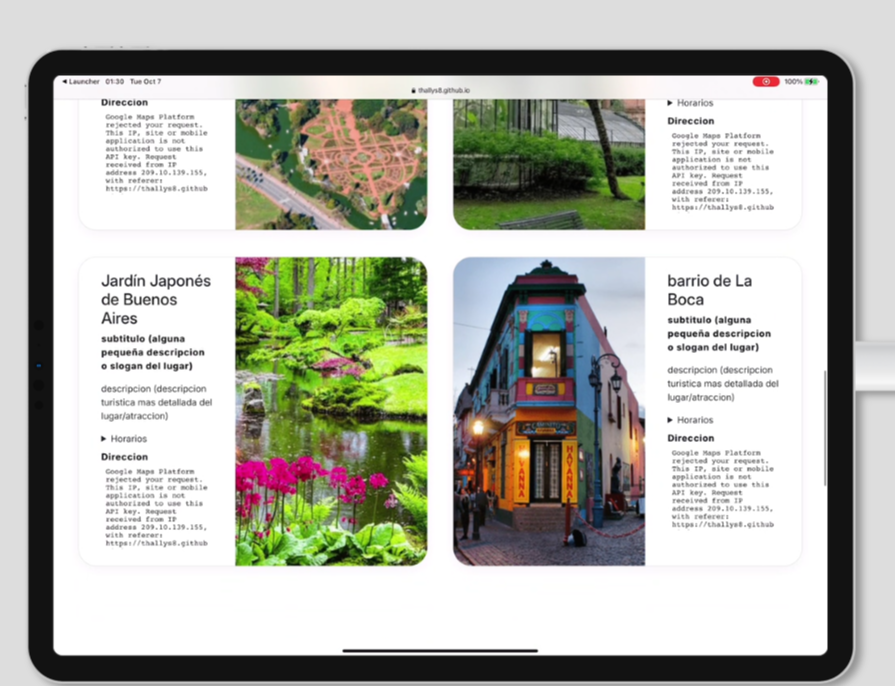 Launcher 01:30 Tue Oct 7
100%
thallys8.github.io
Direccion
Google Maps Platform
rejected your request.
This IP, site or mobile
application is not
authorized to use this
API key. Request
received from IP
address 209.10.139.155,
with referer:
https://thallys8.github
Horarios
Direccion
Google Maps Platform
rejected your request.
This IP, site or mobile
application is not
authorized to use this
API key. Request
received from IP
address 209.10.139.155,
with referer:
https://thallys8.github
Jardín Japonés
de Buenos
Aires
subtitulo (alguna
pequeña descripcion
o slogan del lugar)
descripcion (descripcion
turistica mas detallada del
lugar/atraccion)
Horarios
Direccion
Google Maps Platform
rejected your request.
This IP, site or mobile
application is not
authorized to use this
API key. Request
received from IP
address 209.10.139.155,
with referer:
https://thallys8.github
HAVANNA
barrio de La
Boca
subtitulo (alguna
pequeña descripcion
o slogan del lugar)
descripcion (descripcion
turistica mas detallada del
lugar/atraccion)
Horarios
Direccion
Google Maps Platform
rejected your request.
This IP, site or mobile
application is not
authorized to use this
API key. Request
received from IP
address 209.10.139.155,
with referer:
https://thallys8.github